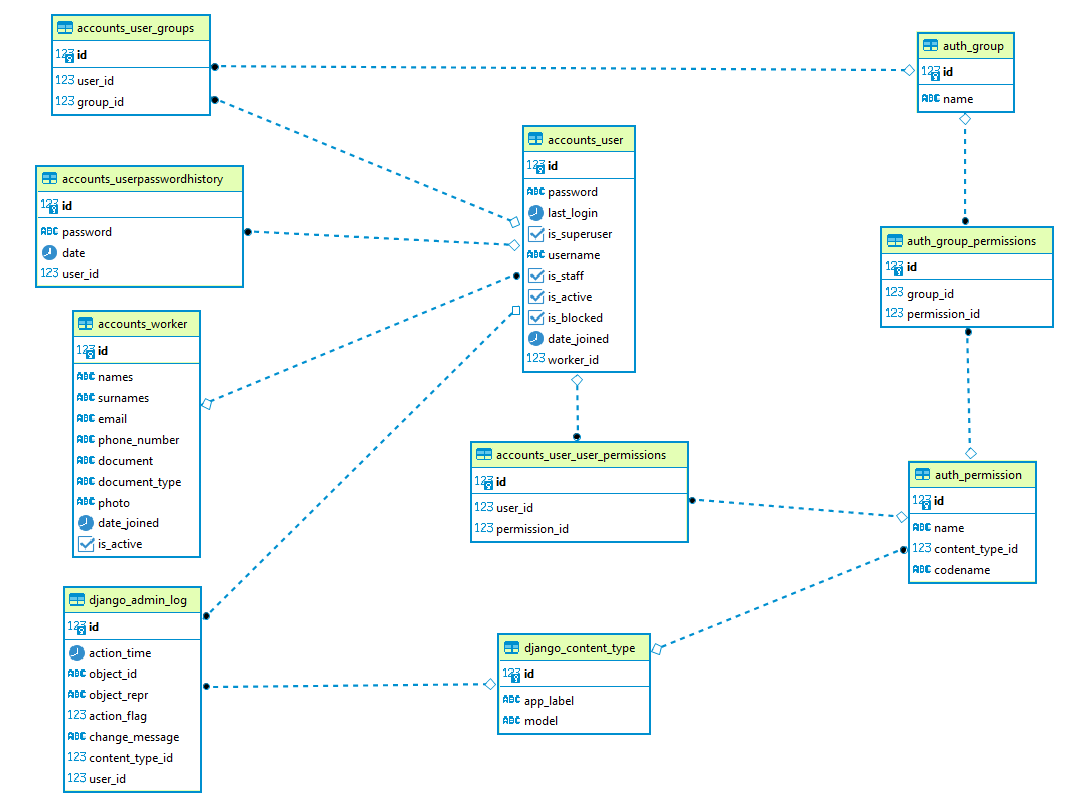 accounts_user_groups
123 id
123 user_id
123 group_id
auth_group
123 id
ABC name
accounts_user
123 id
ABC password
last_login
is_superuser
ABC username
is_staff
is_active
is_blocked
date_joined
123 worker_id
accounts_userpasswordhistory
123 id
ABC password
date
123 user_id
auth_group_permissions
123 id
123 group_id
123 permission_id
accounts_worker
123 id
ABC names
ABC surnames
ABC email
ABC phone_number
ABC document
ABC document_type
ABC photo
date_joined
is_active
accounts_user_user_permissions
123 id
123 user_id
123 permission_id
auth_permission
123 id
ABC name
123 content_type_id
ABC codename
django_admin_log
123 id
action_time
ABC object_id
ABC object_repr
123 action_flag
ABC change_message
123 content_type_id
123 user_id
django_content_type
123 id
ABC app_label
ABC model